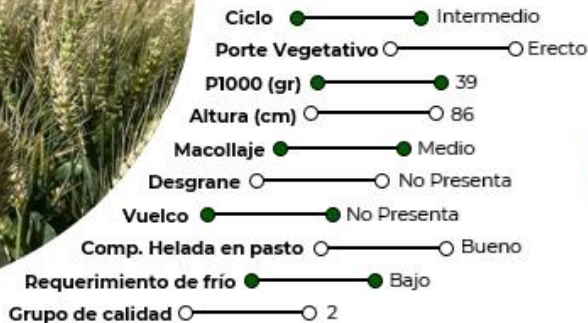 Ciclo Intermedio
Porte Vegetativo Erecto
P1000 (gr) 39
Altura (cm) 86
Macollaje Medio
Desgrane No Presenta
Vuelco No Presenta
Comp. Helada en pasto Bueno
Requerimiento de frío Bajo
Grupo de calidad 2